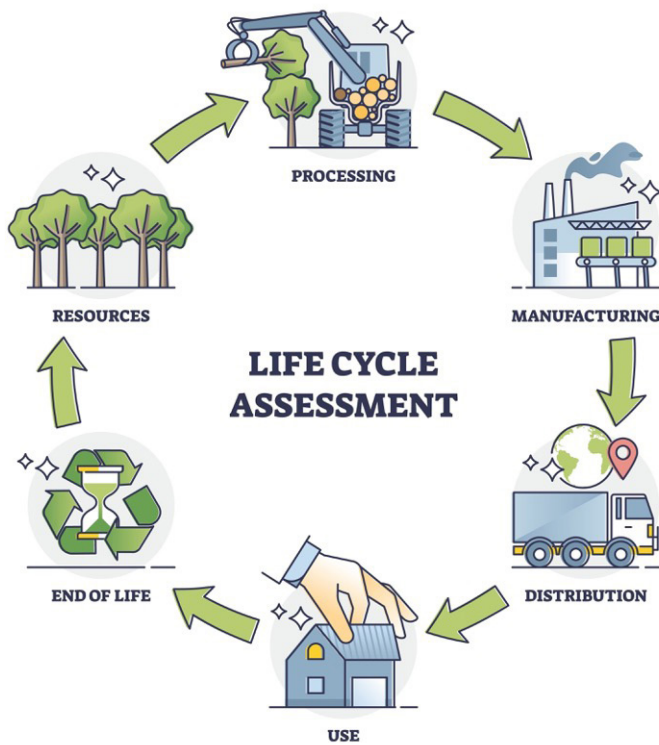 PROCESSING
RESOURCES
MANUFACTURING
LIFE CYCLE
ASSESSMENT
END OF LIFE
DISTRIBUTION
USE